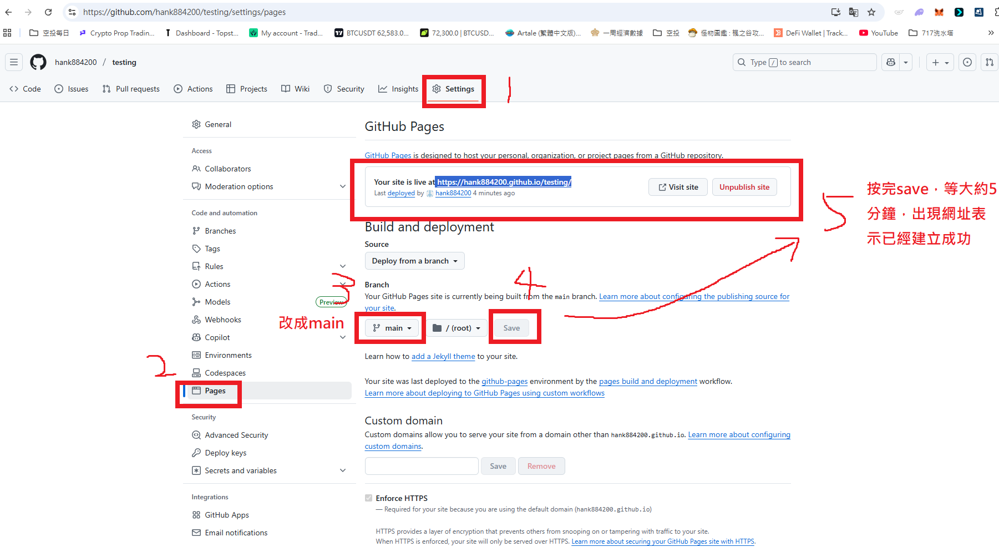 https://github.com/hank884200/testing/settings/pages
空投每日
Crypto Prop Tradin...
Dashboard - Topst...
My account - Trad...
BTCUSDT 62,583.0...
72,300.0 | BTCUSD...
Artale (繁體中文版)...
一周經濟數據
空投
怪物圖鑑 : 楓之谷攻...
DeFi Wallet | Track...
YouTube
717洗水塔
hank884200 / testing
Type / to search
Code
Issues
Pull requests
Actions
Projects
Wiki
Security
Insights
Settings
1
General
Access
Collaborators
Moderation options
Code and automation
Branches
Tags
Rules
Actions
Models
Preview
Webhooks
Copilot
Environments
Codespaces
2
Pages
Security
Advanced Security
Deploy keys
Secrets and variables
Integrations
GitHub Apps
Email notifications
GitHub Pages
GitHub Pages is designed to host your personal, organization, or project pages from a GitHub repository.
Your site is live at https://hank884200.github.io/testing/
Last deployed by hank884200 4 minutes ago
Visit site
Unpublish site
5
按完save，等大約5
分鐘，出現網址表
示已經建立成功
Build and deployment
Source
Deploy from a branch
3
4
Branch
Your GitHub Pages site is currently being built from the main branch. Learn more about configuring the publishing source for
your site.
改成main
main
/ (root)
Save
Learn how to add a Jekyll theme to your site.
Your site was last deployed to the github-pages environment by the pages build and deployment workflow.
Learn more about deploying to GitHub Pages using custom workflows
Custom domain
Custom domains allow you to serve your site from a domain other than hank884200.github.io. Learn more about configuring
custom domains.
Save
Remove
Enforce HTTPS
— Required for your site because you are using the default domain (hank884200.github.io)
HTTPS provides a layer of encryption that prevents others from snooping on or tampering with traffic to your site.
When HTTPS is enforced, your site will only be served over HTTPS. Learn more about securing your GitHub Pages site with HTTPS.